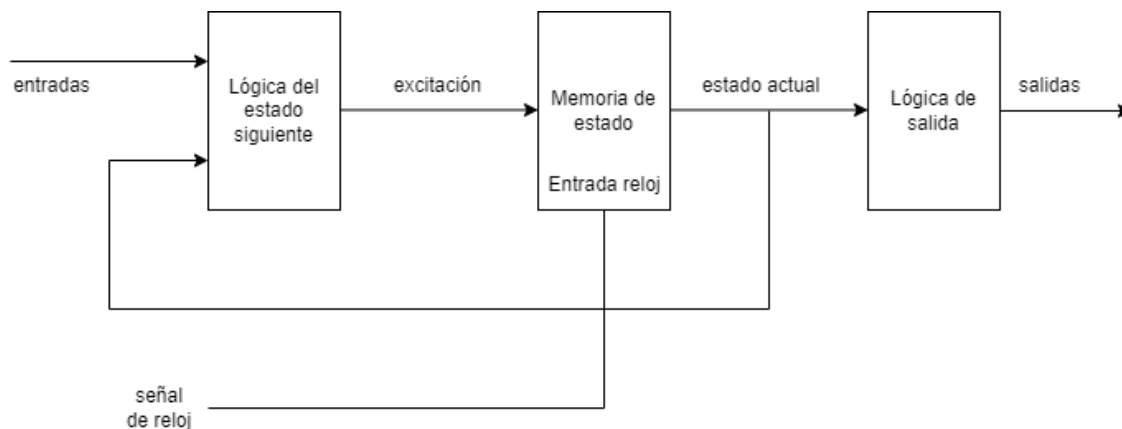 entradas
Lógica del
estado
siguiente
excitación
Memoria de
estado
Entrada reloj
estado actual
Lógica de
salida
salidas
señal
de reloj